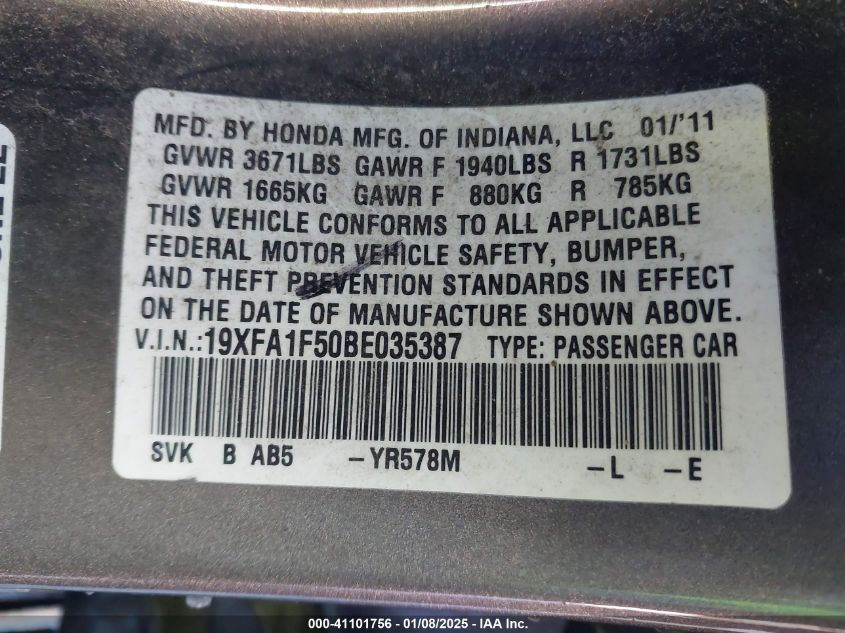 MFD. BY HONDA MFG. OF INDIANA, LLC 01/'11
GVWR 3671LBS GAWR F 1940LBS R 1731LBS
GVWR 1665KG GAWR F 880KG R 785KG
THIS VEHICLE CONFORMS TO ALL APPLICABLE
FEDERAL MOTOR VEHICLE SAFETY, BUMPER,
AND THEFT PREVENTION STANDARDS IN EFFECT
ON THE DATE OF MANUFACTURE SHOWN ABOVE.
V.I.N.:19XFA1F50BE035387 TYPE: PASSENGER CAR
SVK B AB5 -YR578M -L -E
000-41101756 - 01/08/2025 - IAA Inc.